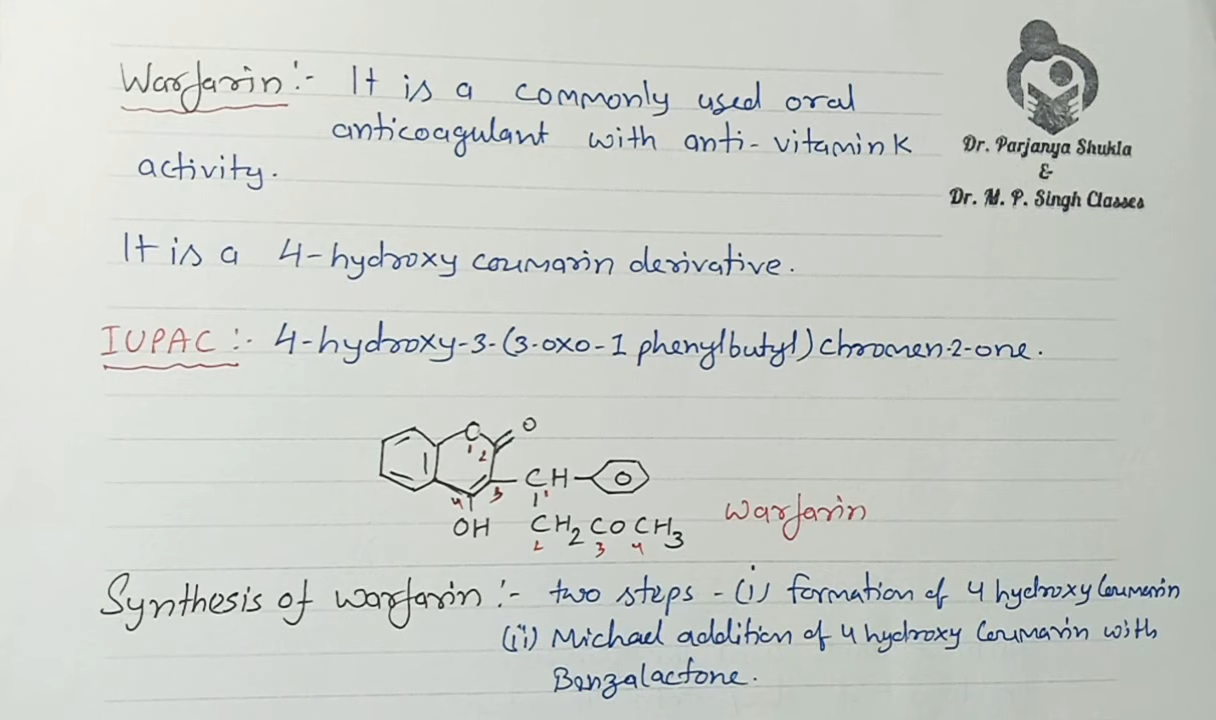 Warfarin :- It is a commonly used oral
anticoagulant with anti-vitamin K
activity.
Dr. Parjanya Shukla
&
Dr. M. P. Singh Classes
It is a 4-hydroxy coumarin derivative.
IUPAC :- 4-hydroxy-3-(3-oxo-1 phenylbutyl) chromen-2-one.
O O
1 2
CH
4 3 1'
OH CH2COCH3
2 3 4
Warfarin
Synthesis of warfarin :- two steps - (i) formation of 4 hydroxy Coumarin
(ii) Michael addition of 4 hydroxy Coumarin with
Benzalactone.